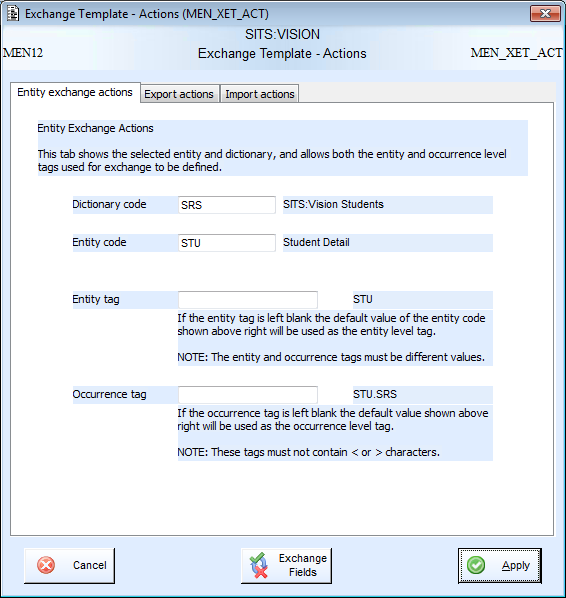 Exchange Template - Actions (MEN_XET_ACT)
SITS:VISION
MEN12 Exchange Template - Actions MEN_XET_ACT
Entity exchange actions Export actions Import actions
Entity Exchange Actions
This tab shows the selected entity and dictionary, and allows both the entity and occurrence level
tags used for exchange to be defined.
Dictionary code SRS SITS:Vision Students
Entity code STU Student Detail
Entity tag STU
If the entity tag is left blank the default value of the entity code
shown above right will be used as the entity level tag.
NOTE: The entity and occurrence tags must be different values.
Occurrence tag STU.SRS
If the occurrence tag is left blank the default value shown above
right will be used as the occurrence level tag.
NOTE: These tags must not contain < or > characters.
Cancel Exchange Apply
Fields